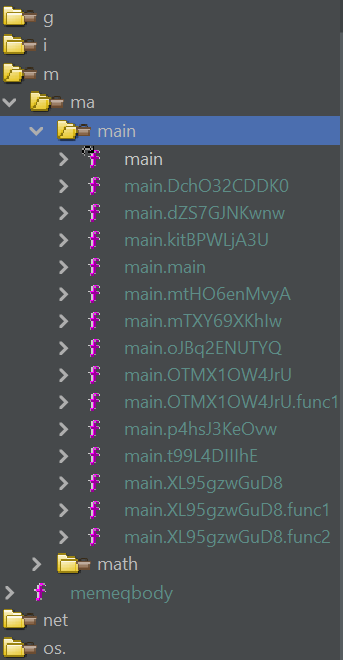 g
i
m
ma
main
main
main.DchO32CDDK0
main.dZS7GJNKwnw
main.kitBPWLjA3U
main.main
main.mtHO6enMvyA
main.mTXY69XKhIw
main.oJBq2ENUTYQ
main.OTMX1OW4JrU
main.OTMX1OW4JrU.func1
main.p4hsJ3KeOvw
main.t99L4DIIIhE
main.XL95gzwGuD8
main.XL95gzwGuD8.func1
main.XL95gzwGuD8.func2
math
memeqbody
net
os.